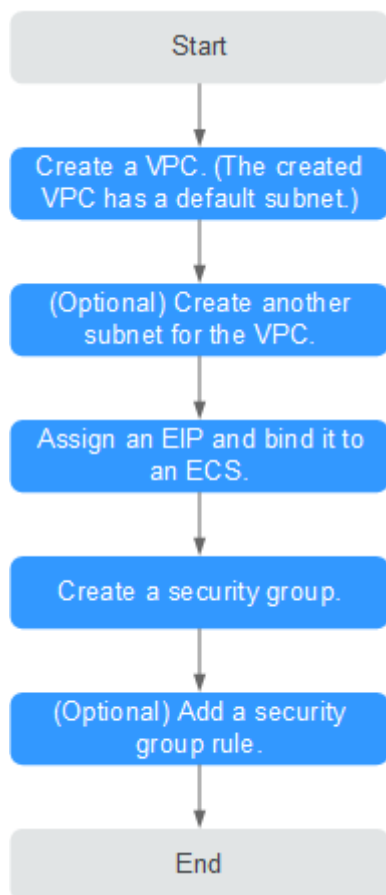 Start
Create a VPC. (The created
VPC has a default subnet.)
(Optional) Create another
subnet for the VPC.
Assign an EIP and bind it to
an ECS.
Create a security group.
(Optional) Add a security
group rule.
End